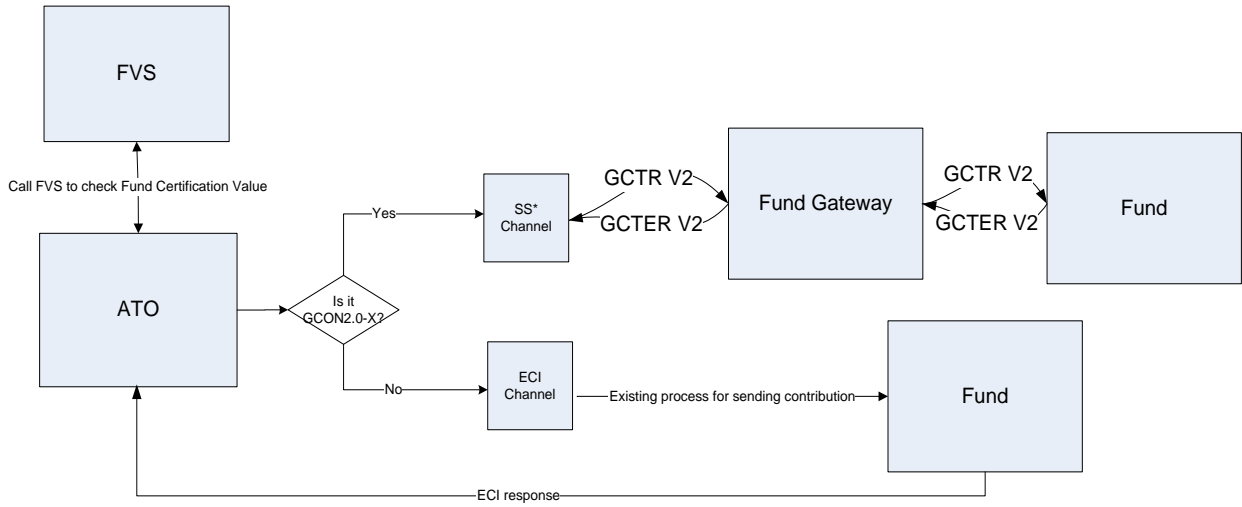 FVS
Call FVS to check Fund Certification Value
ATO
Is it
GCON2.0-X?
Yes
SS*
Channel
GCTR V2
GCTER V2
Fund Gateway
GCTR V2
GCTER V2
Fund
No
ECI
Channel
Existing process for sending contribution
Fund
ECI response